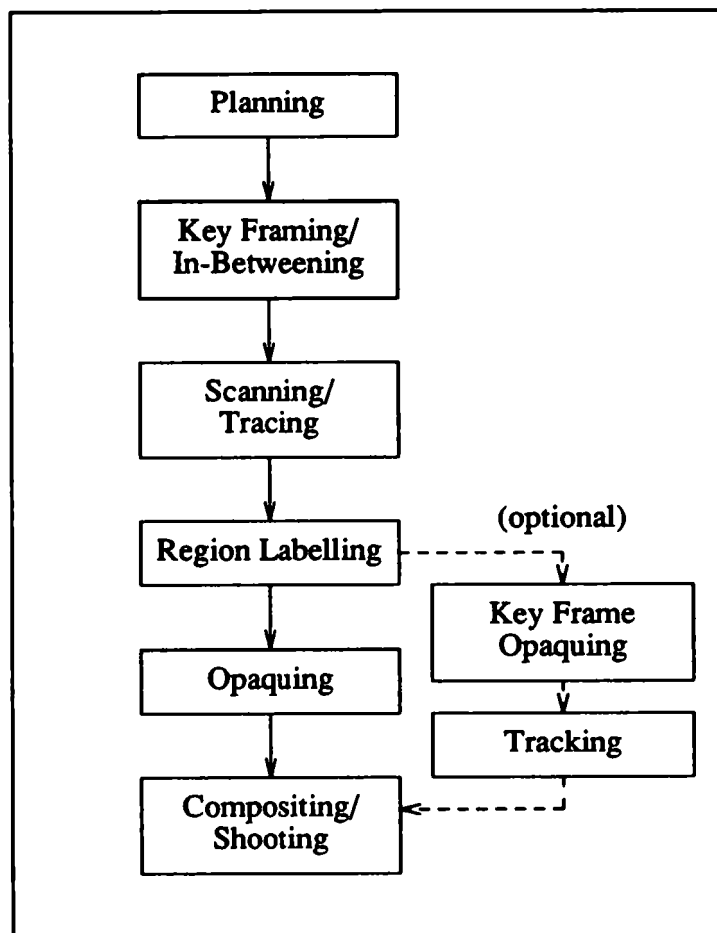 Planning
Key Framing/
In-Betweening
Scanning/
Tracing
(optional)
Region Labelling
Key Frame
Opaquing
Opaquing
Tracking
Compositing/
Shooting